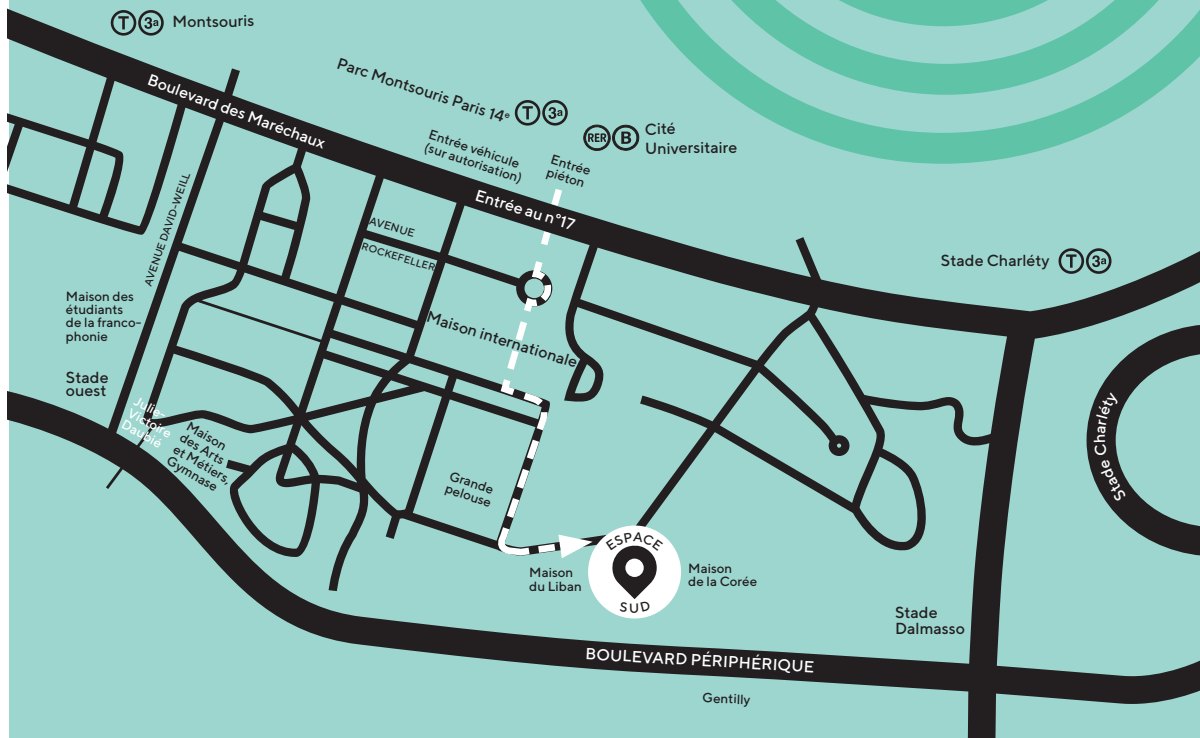 T 3a Montsouris
Boulevard des Maréchaux
Parc Montsouris Paris 14e T 3a
RER B Cité
Universitaire
Entrée véhicule
(sur autorisation)
Entrée
piéton
Entrée au n°17
AVENUE DAVID-WEILL
AVENUE
ROCKEFELLER
Stade Charléty T 3a
Maison des
étudiants
de la franco-
phonie
Maison internationale
Stade
ouest
Julie-
Victoire
Daubié
Maison
des Arts
et Métiers,
Gymnase
Grande
pelouse
Stade Charléty
ESPACE
SUD
Maison
du Liban
Maison
de la Corée
Stade
Dalmasso
BOULEVARD PÉRIPHÉRIQUE
Gentilly